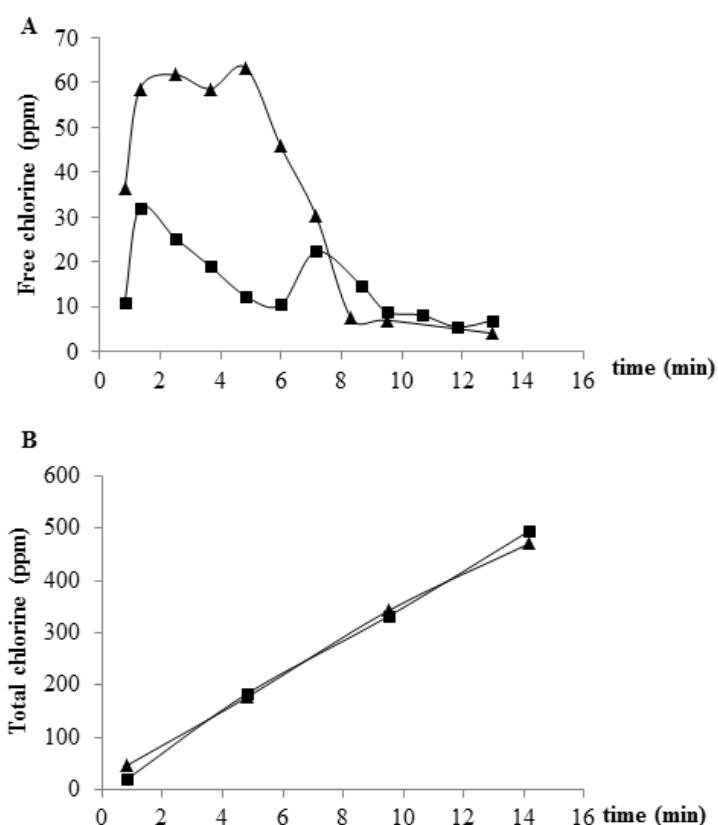 A
70
60
50
40
30
20
10
0
Free chlorine (ppm)
0 2 4 6 8 10 12 14 16
time (min)
B
600
500
400
300
200
100
0
Total chlorine (ppm)
0 2 4 6 8 10 12 14 16
time (min)